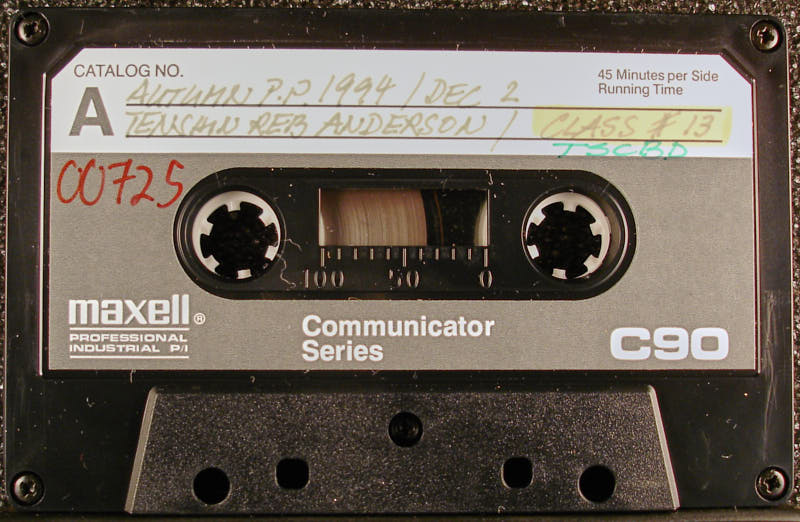 CATALOG NO.
A
AUTUMN P.P. 1994 / DEC 2
45 Minutes per Side
Running Time
TENSHIN REB ANDERSON / CLASS # 13
TSCBD
00725
100 50 0
maxell®
PROFESSIONAL
INDUSTRIAL P/I
Communicator
Series
C90